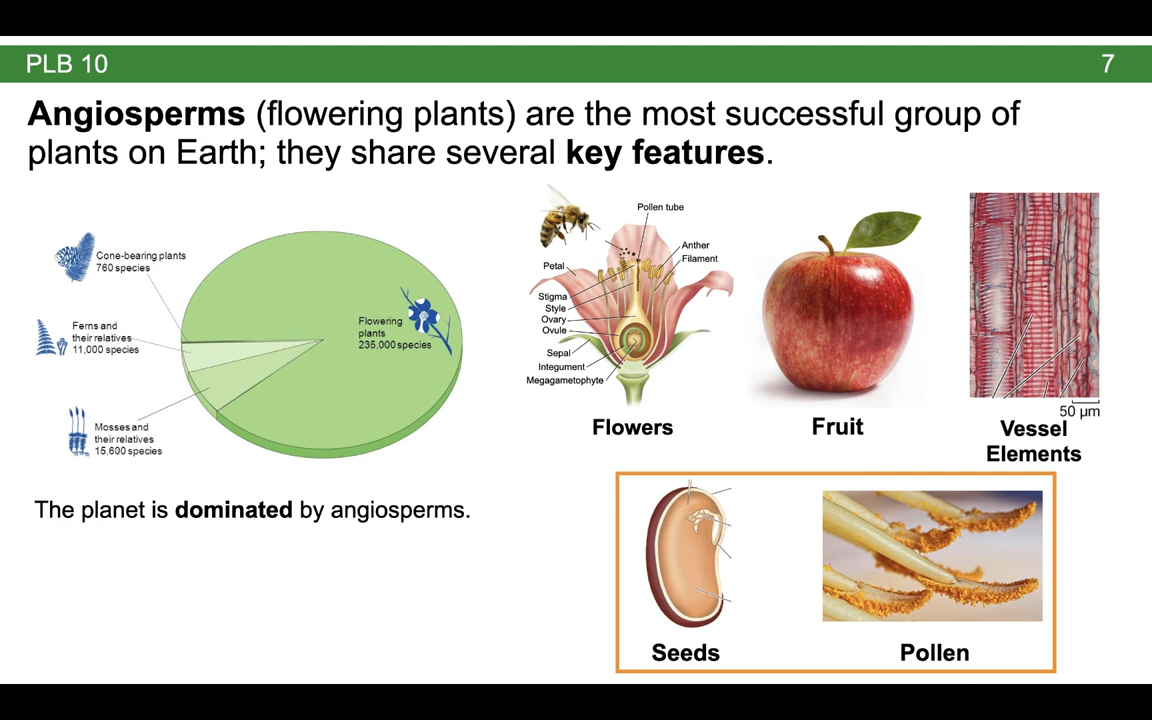 PLB 10
7
Angiosperms (flowering plants) are the most successful group of
plants on Earth; they share several key features.
Cone-bearing plants
760 species
Ferns and
their relatives
11,000 species
Mosses and
their relatives
15,600 species
Flowering
plants
235,000 species
The planet is dominated by angiosperms.
Pollen tube
Anther
Filament
Petal
Stigma
Style
Ovary
Ovule
Sepal
Integument
Megagametophyte
Flowers
Fruit
50 µm
Vessel
Elements
Seeds
Pollen